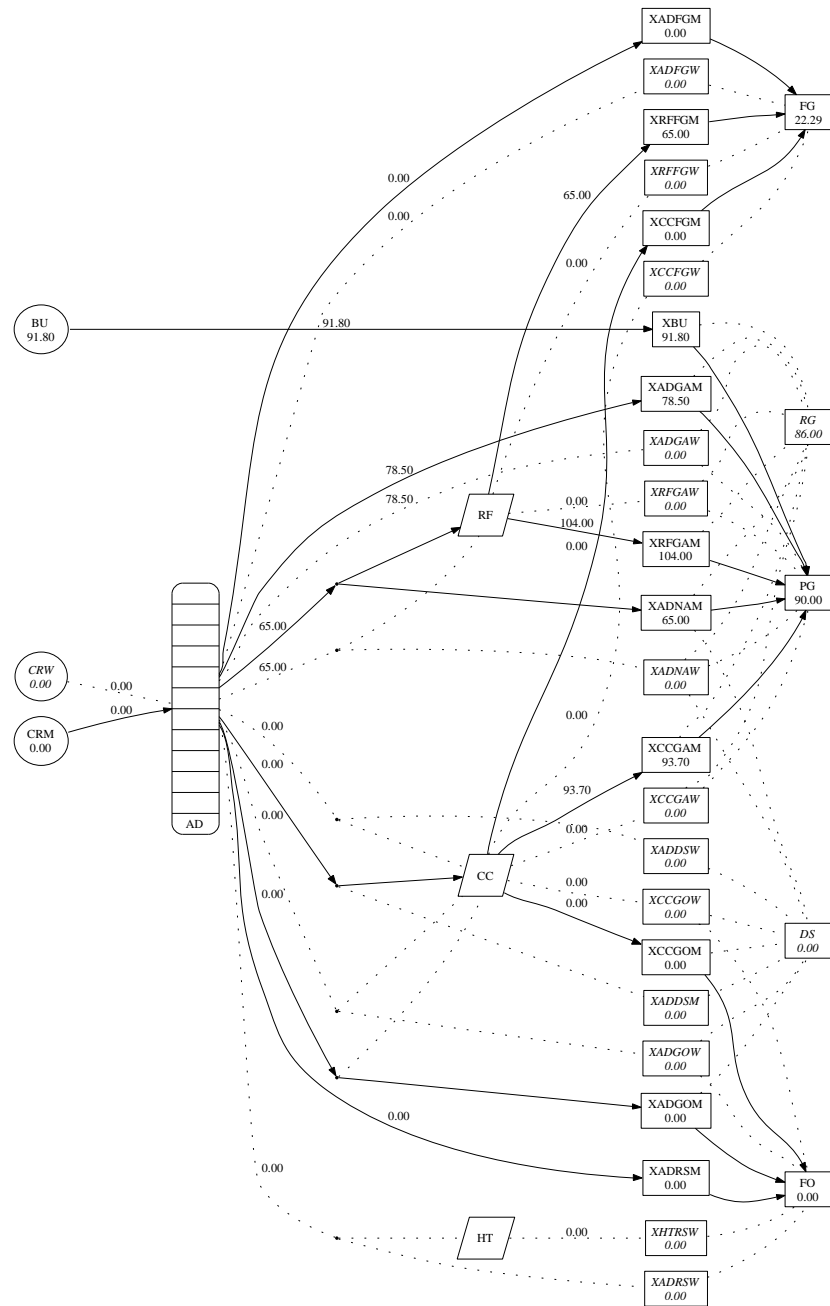 XADFGM
0.00
XADFGW
0.00
FG
22.29
XRFFGM
65.00
XRFFGW
0.00
0.00
65.00
0.00
XCCFGM
0.00
0.00
XCCFGW
0.00
BU
91.80
91.80
XBU
91.80
XADGAM
78.50
RG
86.00
XADGAW
0.00
78.50
78.50
XRFGAW
0.00
0.00
RF
104.00
0.00
XRFGAM
104.00
PG
90.00
XADNAM
65.00
65.00
65.00
XADNAW
0.00
CRW
0.00
0.00
CRM
0.00
0.00
0.00
0.00
0.00
XCCGAM
93.70
93.70
XCCGAW
0.00
0.00
AD
0.00
XADDSW
0.00
CC
0.00
0.00
0.00
XCCGOW
0.00
DS
0.00
XCCGOM
0.00
XADDSM
0.00
XADGOW
0.00
XADGOM
0.00
0.00
XADRSM
0.00
FO
0.00
0.00
HT
0.00
XHTRSW
0.00
XADRSW
0.00